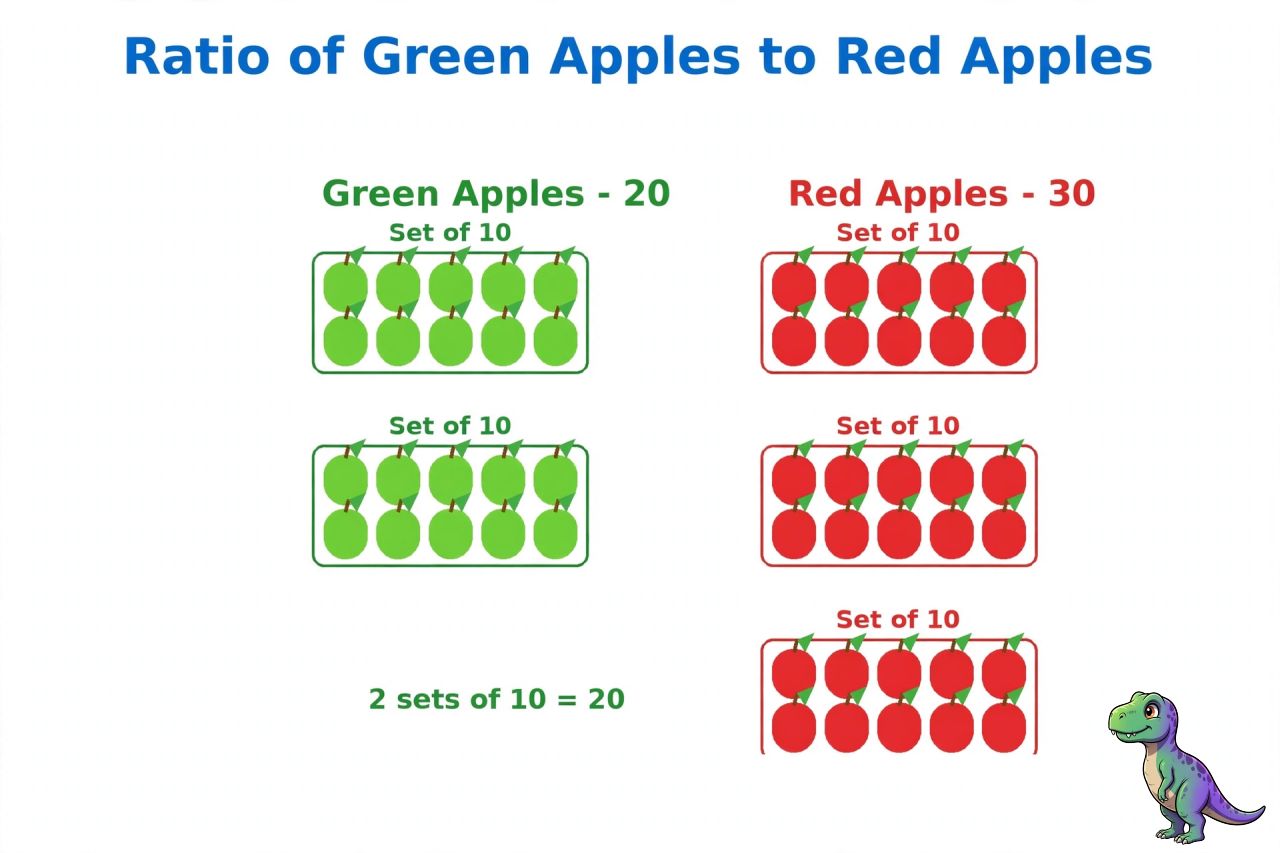 Ratio of Green Apples to Red Apples
Green Apples - 20
Set of 10
Set of 10
2 sets of 10 = 20
Red Apples - 30
Set of 10
Set of 10
Set of 10